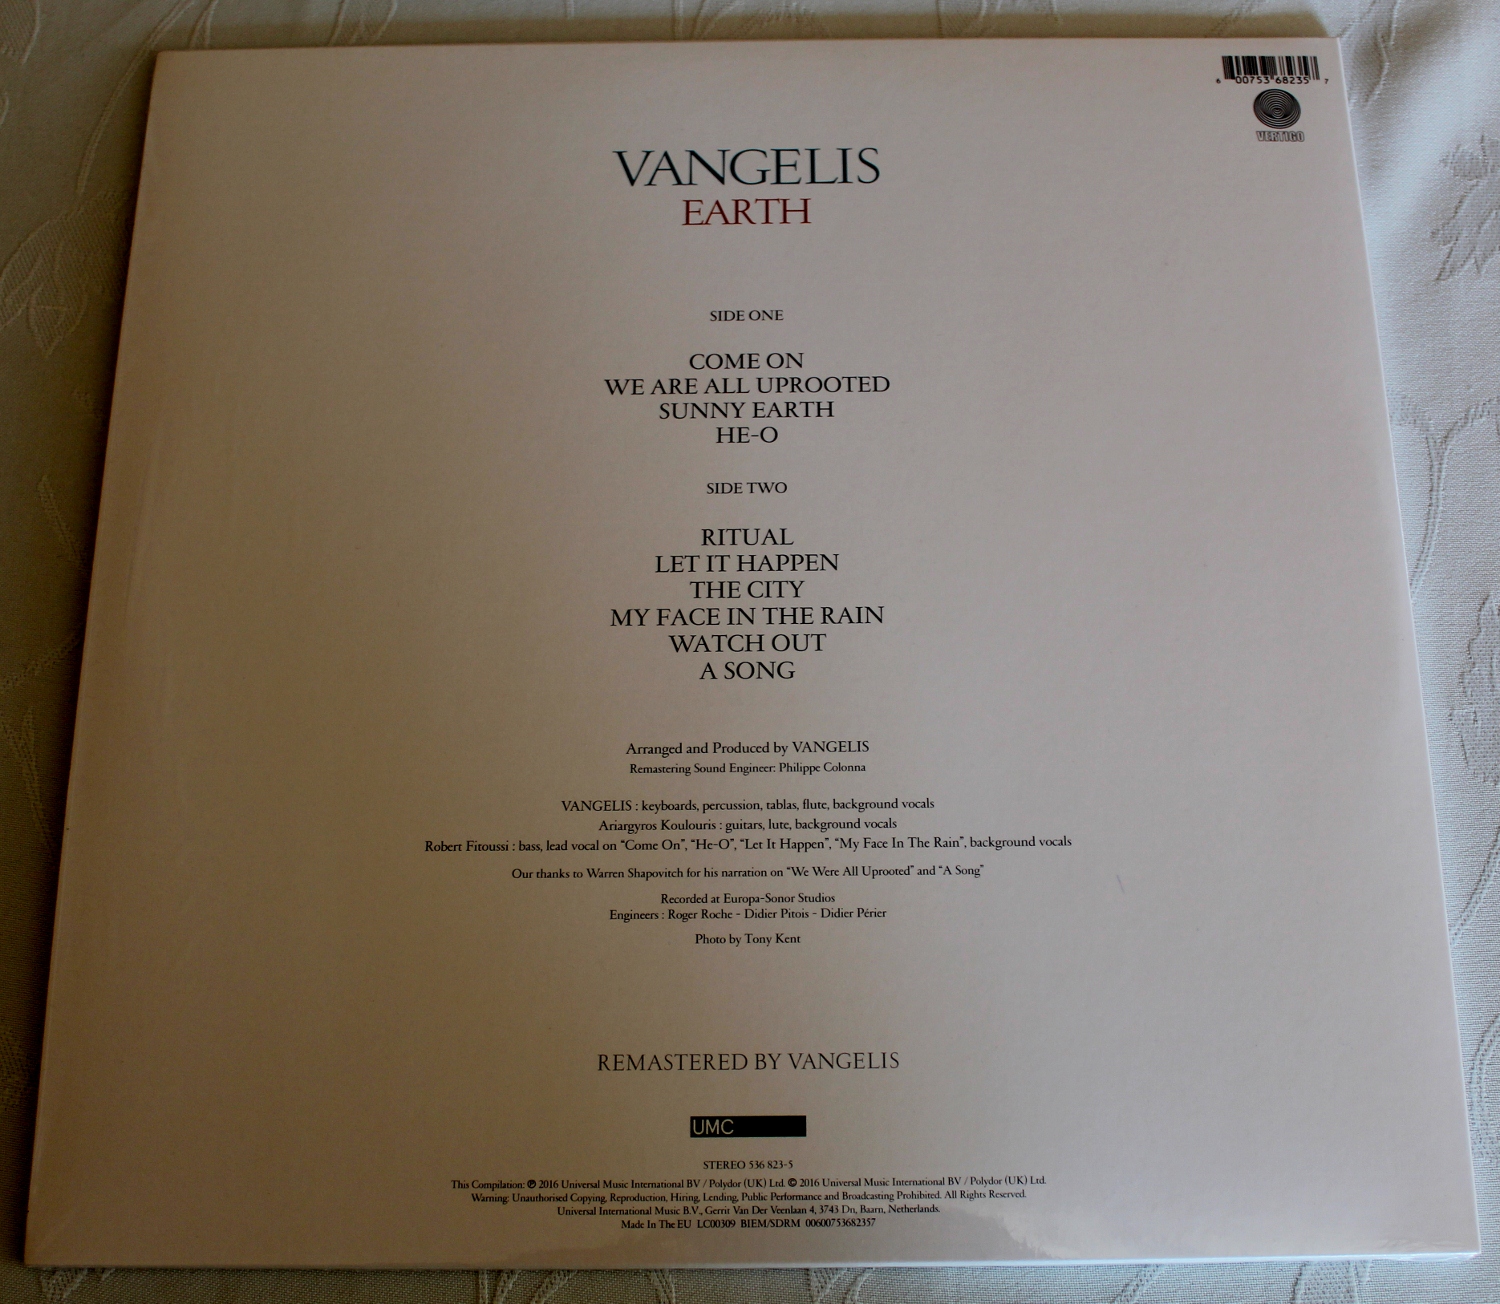 6 00753 68235 7
VERTIGO
VANGELIS
EARTH
SIDE ONE
COME ON
WE ARE ALL UPROOTED
SUNNY EARTH
HE-O
SIDE TWO
RITUAL
LET IT HAPPEN
THE CITY
MY FACE IN THE RAIN
WATCH OUT
A SONG
Arranged and Produced by VANGELIS
Remastering Sound Engineer: Philippe Colonna
VANGELIS : keyboards, percussion, tablas, flute, background vocals
Ariargyros Koulouris : guitars, lute, background vocals
Robert Fitoussi : bass, lead vocal on “Come On”, “He-O”, “Let It Happen”, “My Face In The Rain”, background vocals
Our thanks to Warren Shapovitch for his narration on “We Were All Uprooted” and “A Song”
Recorded at Europa-Sonor Studios
Engineers : Roger Roche - Didier Pitois - Didier Périer
Photo by Tony Kent
REMASTERED BY VANGELIS
UMC
STEREO 536 823-5
This Compilation: ℗ 2016 Universal Music International BV / Polydor (UK) Ltd. © 2016 Universal Music International BV / Polydor (UK) Ltd.
Warning: Unauthorised Copying, Reproduction, Hiring, Lending, Public Performance and Broadcasting Prohibited. All Rights Reserved.
Universal International Music B.V., Gerrit Van Der Veenlaan 4, 3743 Dn, Baarn, Netherlands.
Made In The EU LC00309 BIEM/SDRM 00600753682357